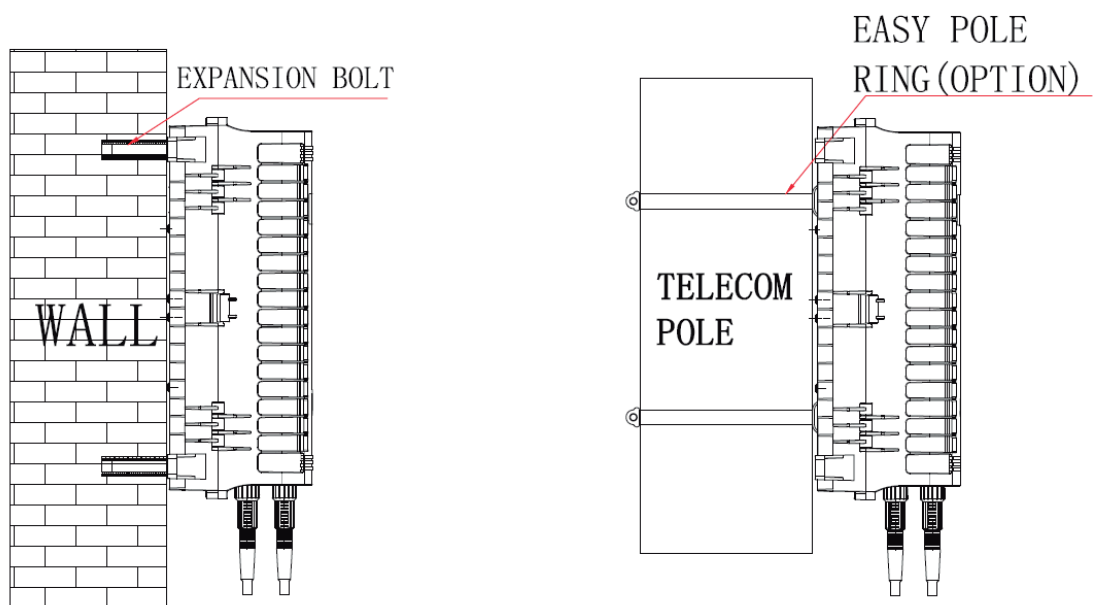 EXPANSION BOLT
WALL
EASY POLE
RING(OPTION)
TELECOM
POLE